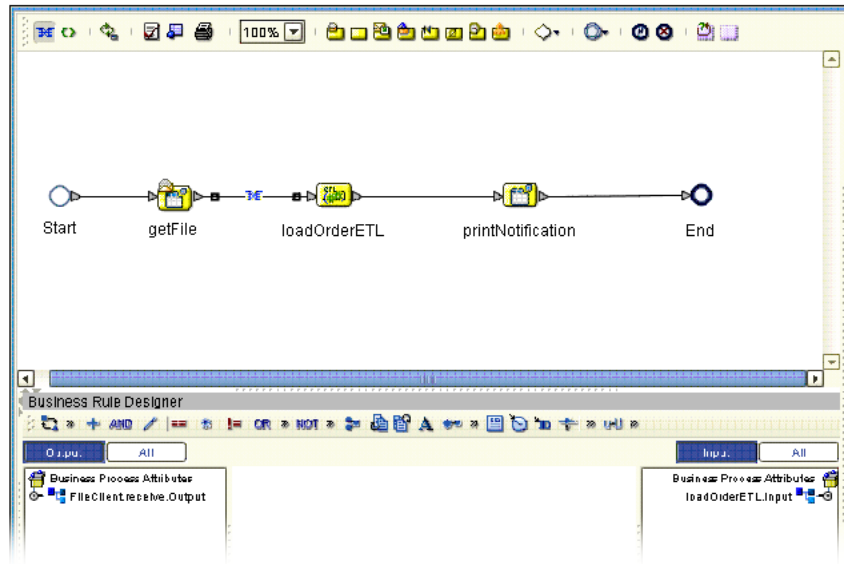 100%
Start
getFile
loadOrderETL
printNotification
End
Business Rule Designer
AND
OR
NOT
Output All
Input All
Business Process Attributes
FileClient.receive.Output
Business Process Attributes
loadOrderETL.Input